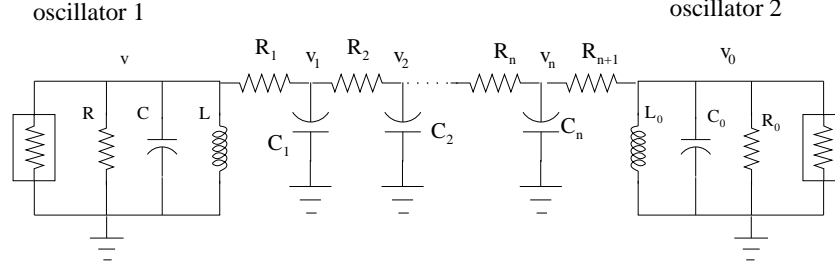 oscillator 1
oscillator 2
v R₁ v₁ R₂ v₂ Rₙ vₙ Rₙ₊₁ v₀
R C L C₁ C₂ Cₙ L₀ C₀ R₀